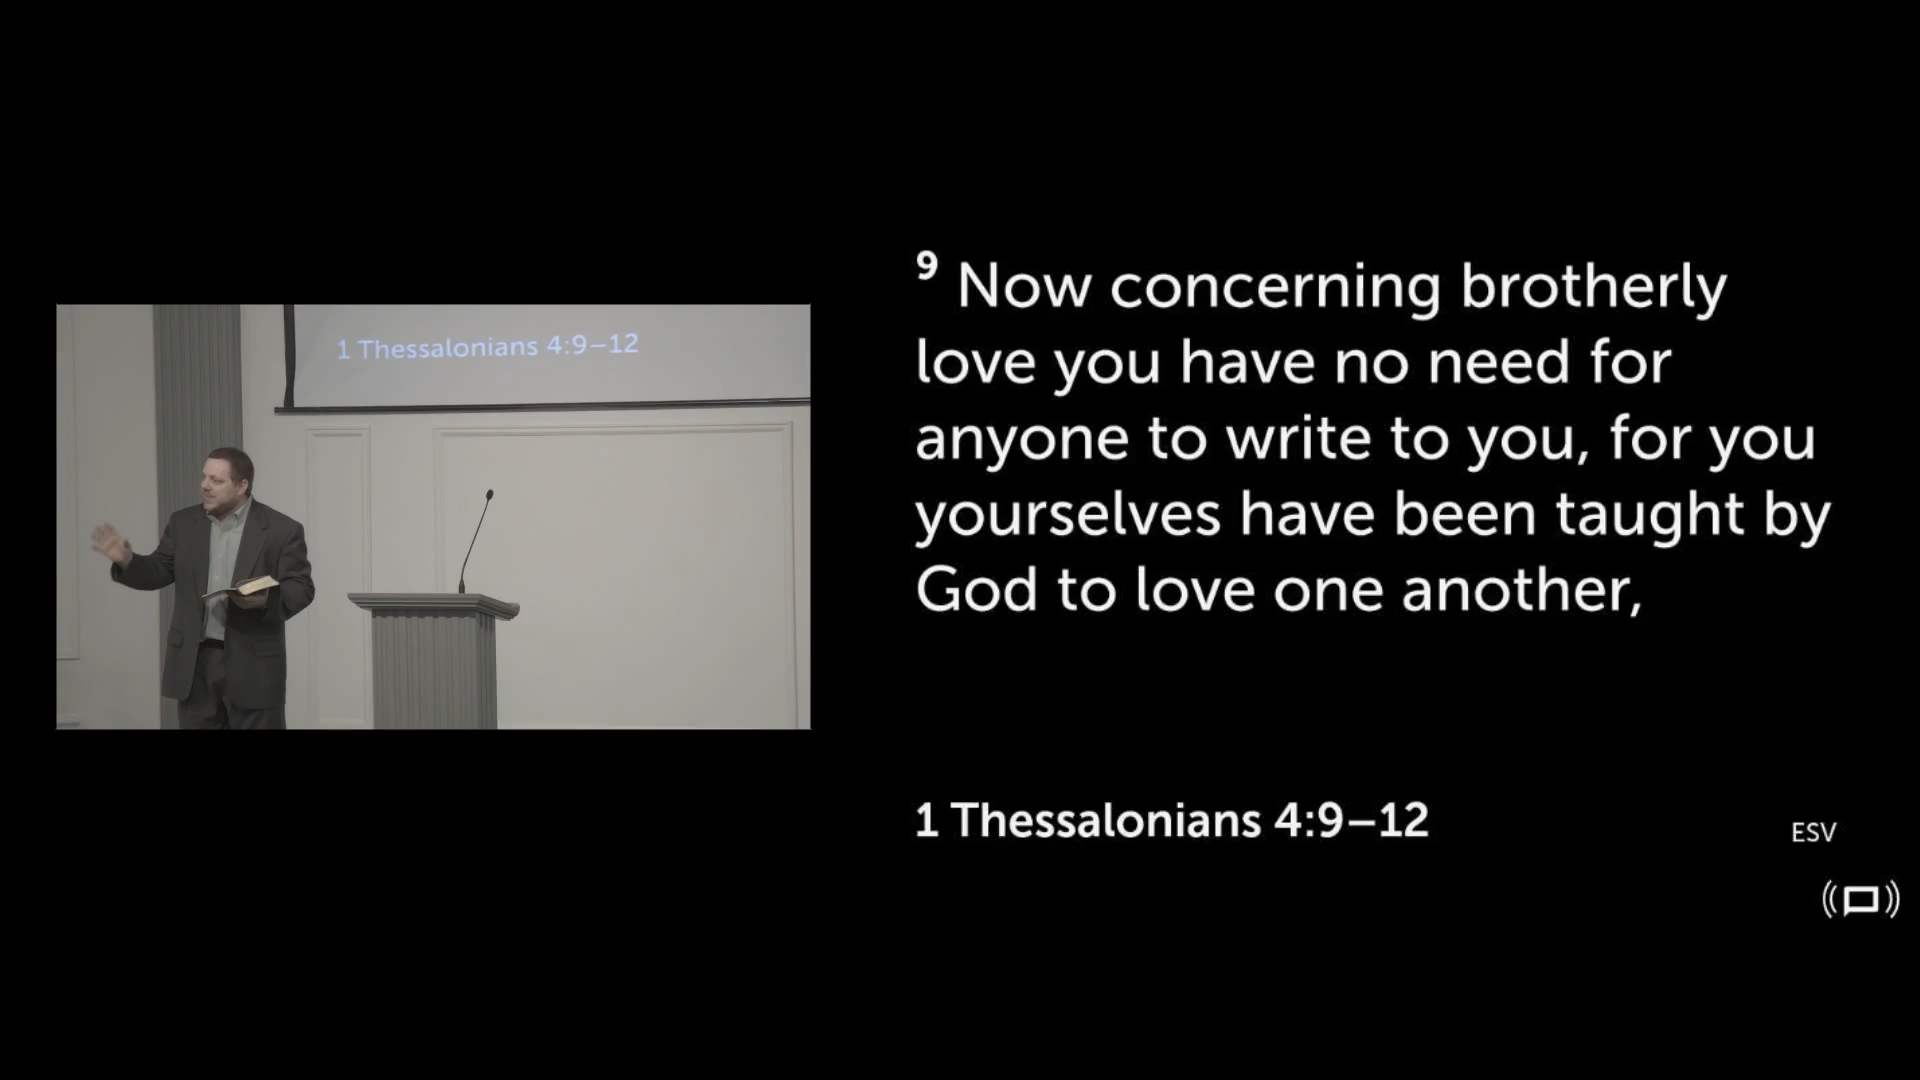 1 Thessalonians 4:9–12
9 Now concerning brotherly
love you have no need for
anyone to write to you, for you
yourselves have been taught by
God to love one another,
1 Thessalonians 4:9–12
ESV